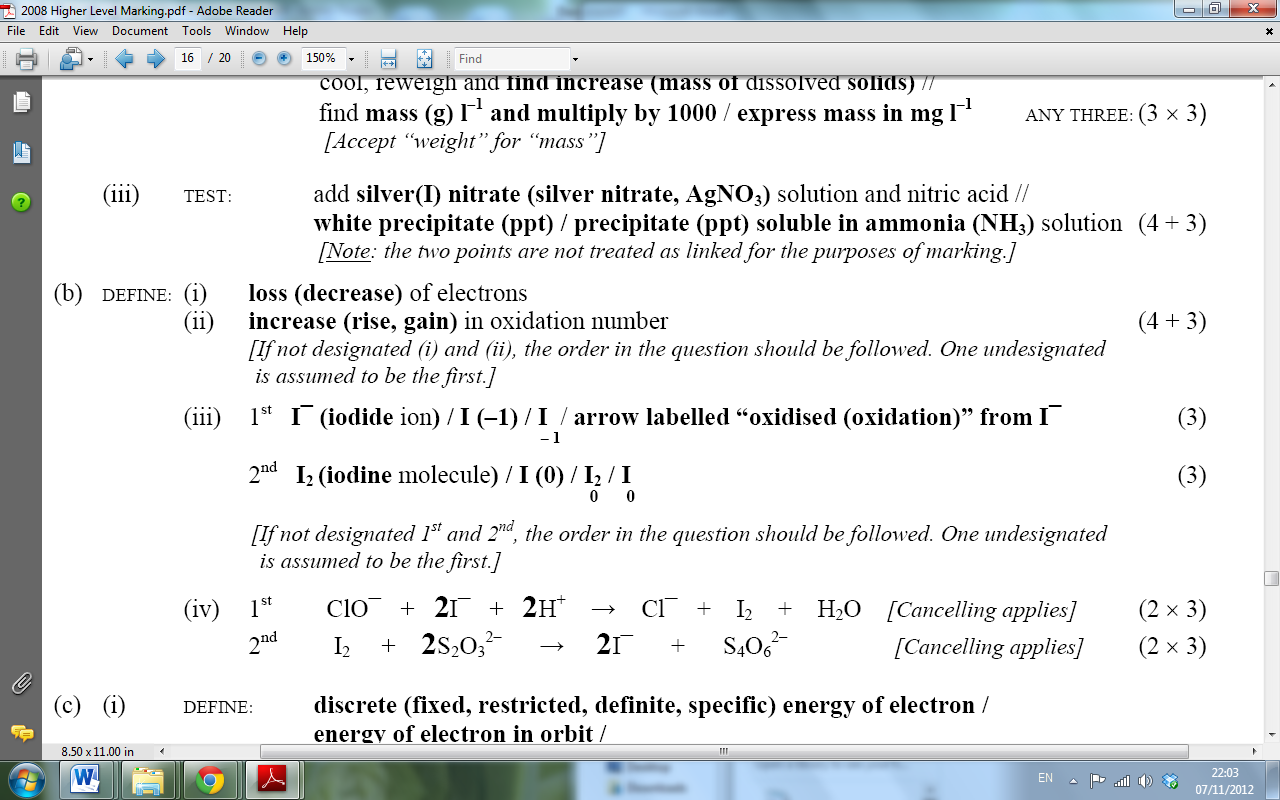 2008 Higher Level Marking.pdf - Adobe Reader
File Edit View Document Tools Window Help
16 / 20 150% Find
cool, reweigh and find increase (mass of dissolved solids) //
find mass (g) l⁻¹ and multiply by 1000 / express mass in mg l⁻¹ ANY THREE: (3 × 3)
[Accept “weight” for “mass”]
(iii) TEST: add silver(I) nitrate (silver nitrate, AgNO₃) solution and nitric acid //
white precipitate (ppt) / precipitate (ppt) soluble in ammonia (NH₃) solution (4 + 3)
[Note: the two points are not treated as linked for the purposes of marking.]
(b) DEFINE: (i) loss (decrease) of electrons
(ii) increase (rise, gain) in oxidation number (4 + 3)
[If not designated (i) and (ii), the order in the question should be followed. One undesignated
is assumed to be the first.]
(iii) 1st I⁻ (iodide ion) / I (–1) / I / arrow labelled “oxidised (oxidation)” from I⁻ (3)
– 1
2nd I₂ (iodine molecule) / I (0) / I₂ / I (3)
0 0
[If not designated 1st and 2nd, the order in the question should be followed. One undesignated
is assumed to be the first.]
(iv) 1st ClO⁻ + 2I⁻ + 2H⁺ → Cl⁻ + I₂ + H₂O [Cancelling applies] (2 × 3)
2nd I₂ + 2S₂O₃²⁻ → 2I⁻ + S₄O₆²⁻ [Cancelling applies] (2 × 3)
(c) (i) DEFINE: discrete (fixed, restricted, definite, specific) energy of electron /
energy of electron in orbit /
8.50 x 11.00 in
EN 22:03
07/11/2012